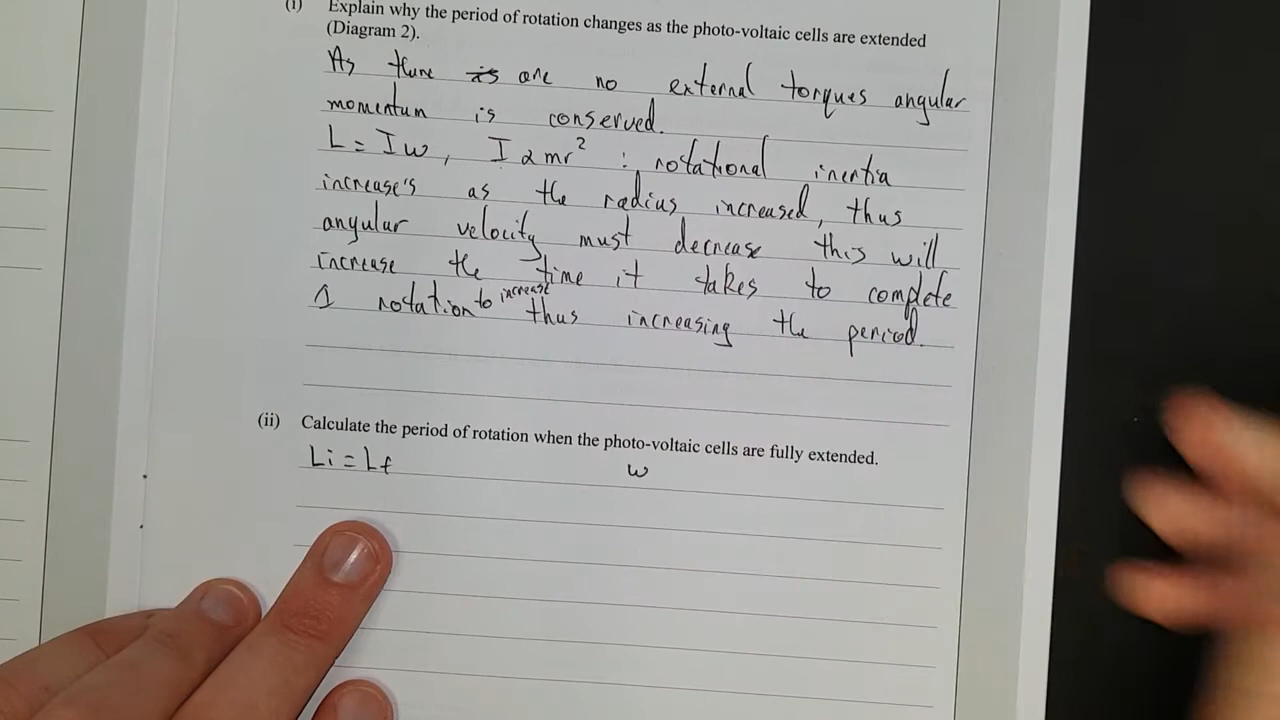 (i) Explain why the period of rotation changes as the photo-voltaic cells are extended
(Diagram 2).
As there is are no external torques angular
momentum is conserved.
L = Iω, I α mr² : rotational inertia
increase's as the radius increased, thus
angular velocity must decrease this will
increase the time it takes to complete
1 rotation to increase thus increasing the period.
(ii) Calculate the period of rotation when the photo-voltaic cells are fully extended.
Li = Lf ω